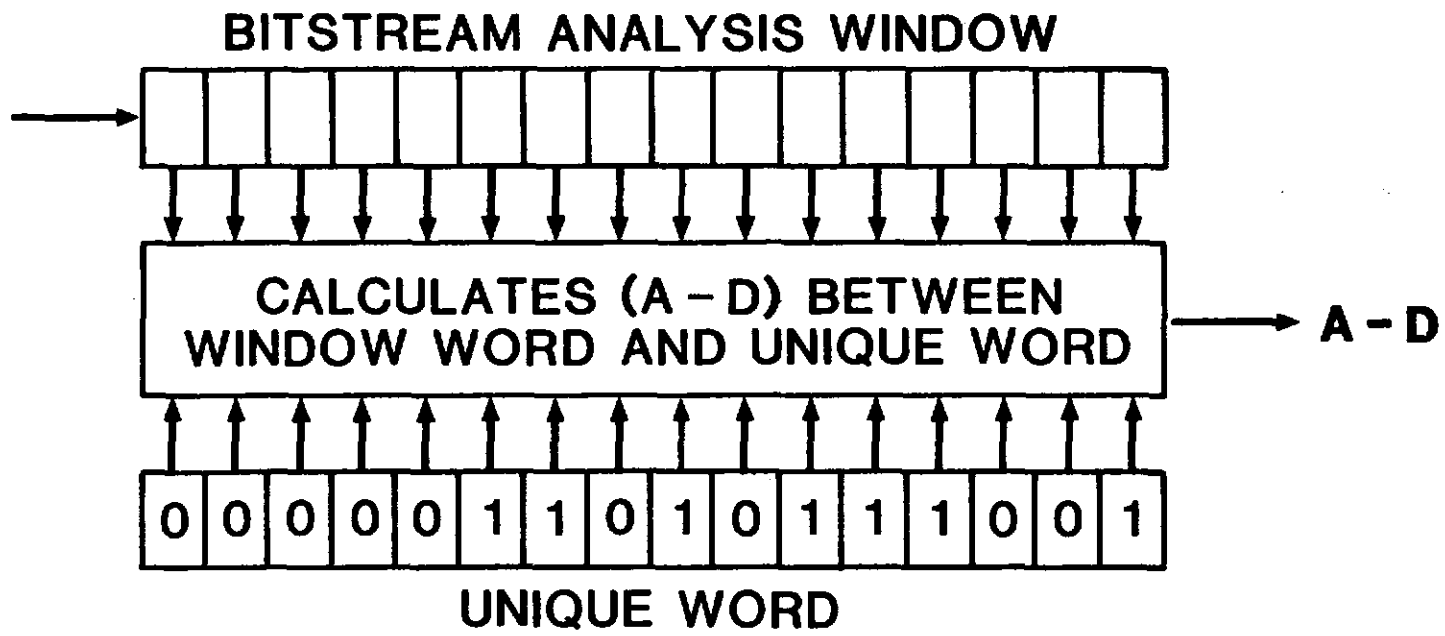 BITSTREAM ANALYSIS WINDOW
CALCULATES (A – D) BETWEEN
WINDOW WORD AND UNIQUE WORD
A – D
0 0 0 0 0 1 1 0 1 0 1 1 1 0 0 1
UNIQUE WORD